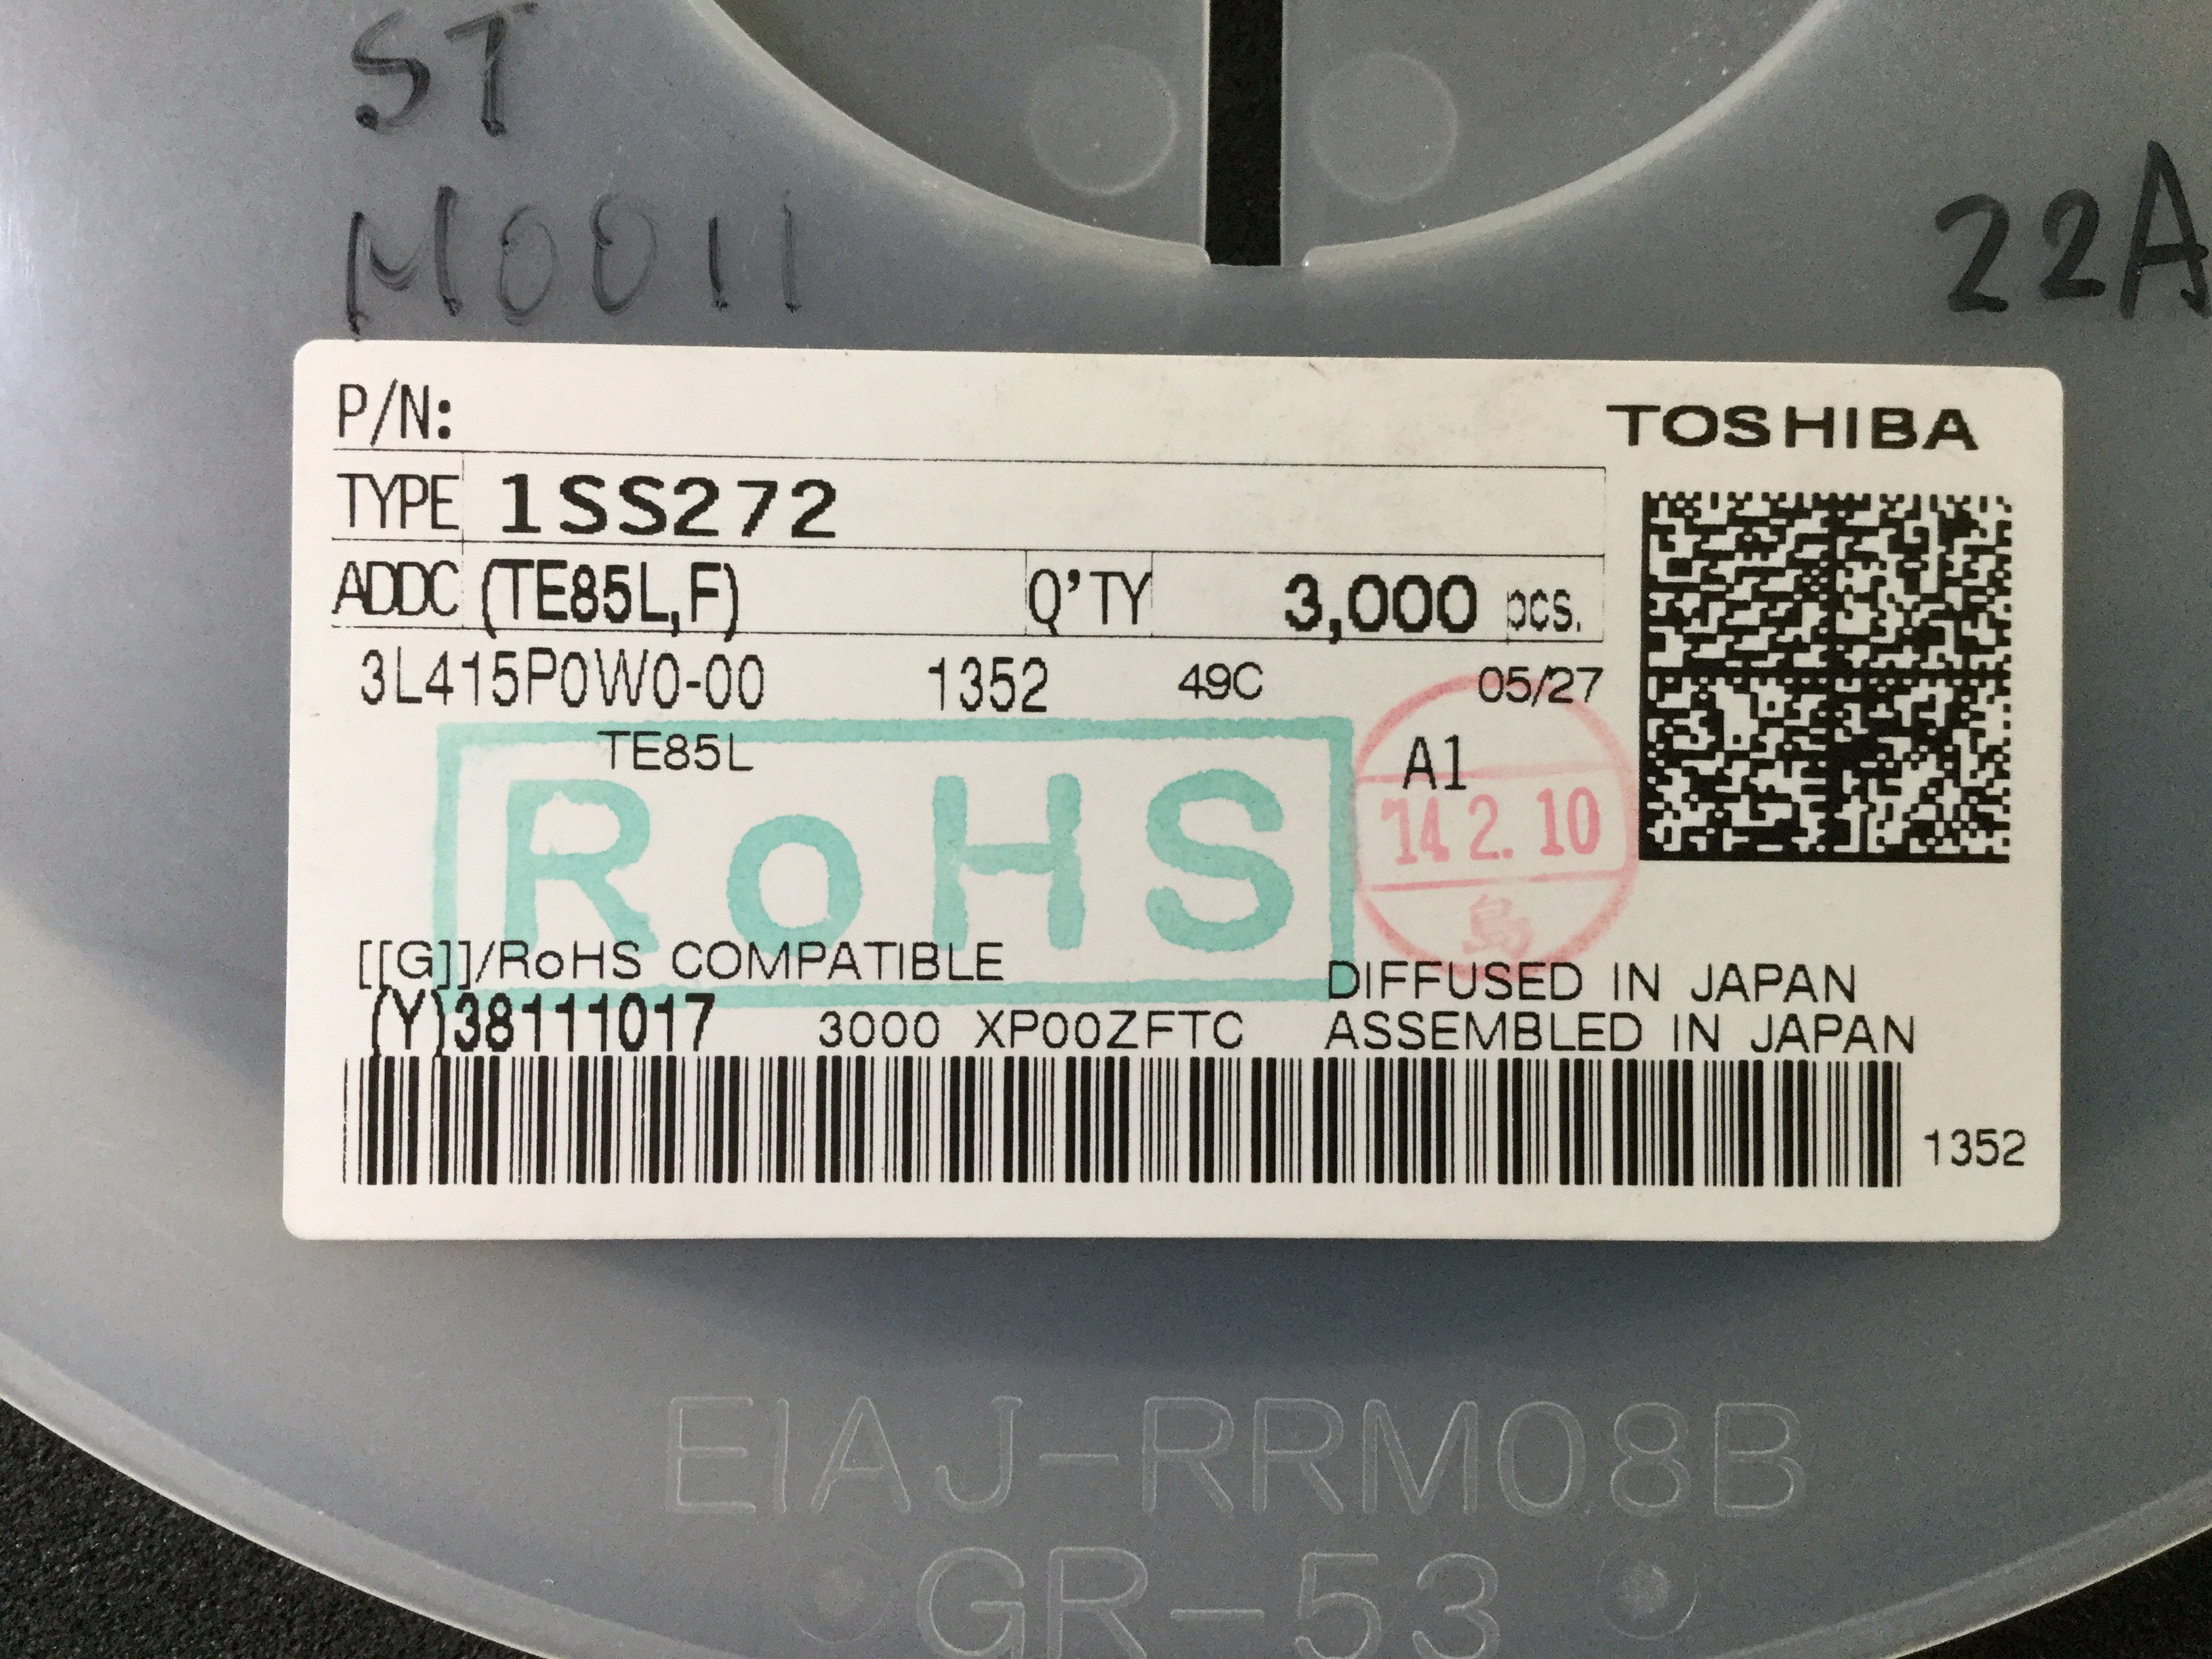 ST
M0011
22A
P/N:
TOSHIBA
TYPE 1SS272
ADDC (TE85L,F) Q'TY 3,000 pcs.
3L415P0W0-00 1352 49C 05/27
TE85L
A1
RoHS
'14 2. 10
島
[[G]]/RoHS COMPATIBLE
DIFFUSED IN JAPAN
(Y)38111017 3000 XP00ZFTC ASSEMBLED IN JAPAN
1352
EIAJ-RRM08B
GR-53